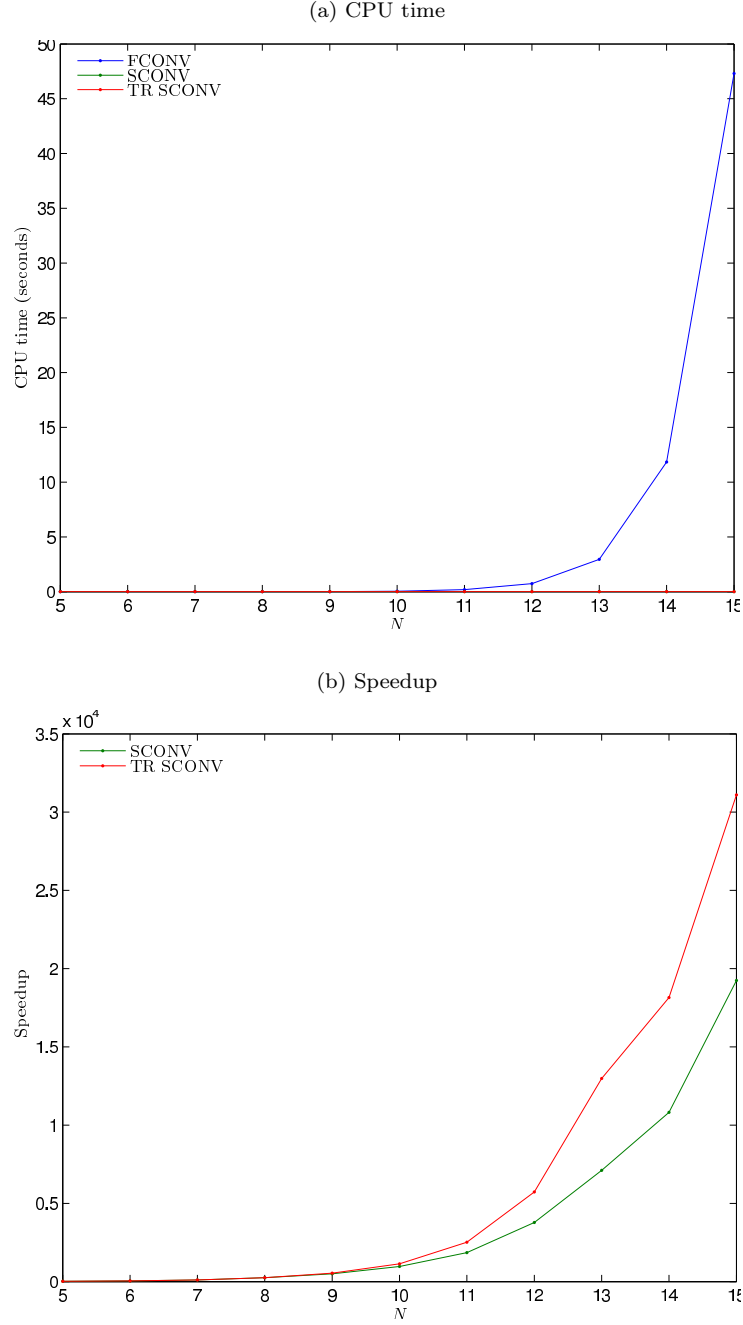 (a) CPU time
50
45
40
35
30
25
20
15
10
5
0
CPU time (seconds)
FCONV
SCONV
TR SCONV
5 6 7 8 9 10 11 12 13 14 15
N
(b) Speedup
x 10^4
3.5
3
2.5
2
1.5
1
0.5
0
Speedup
SCONV
TR SCONV
5 6 7 8 9 10 11 12 13 14 15
N